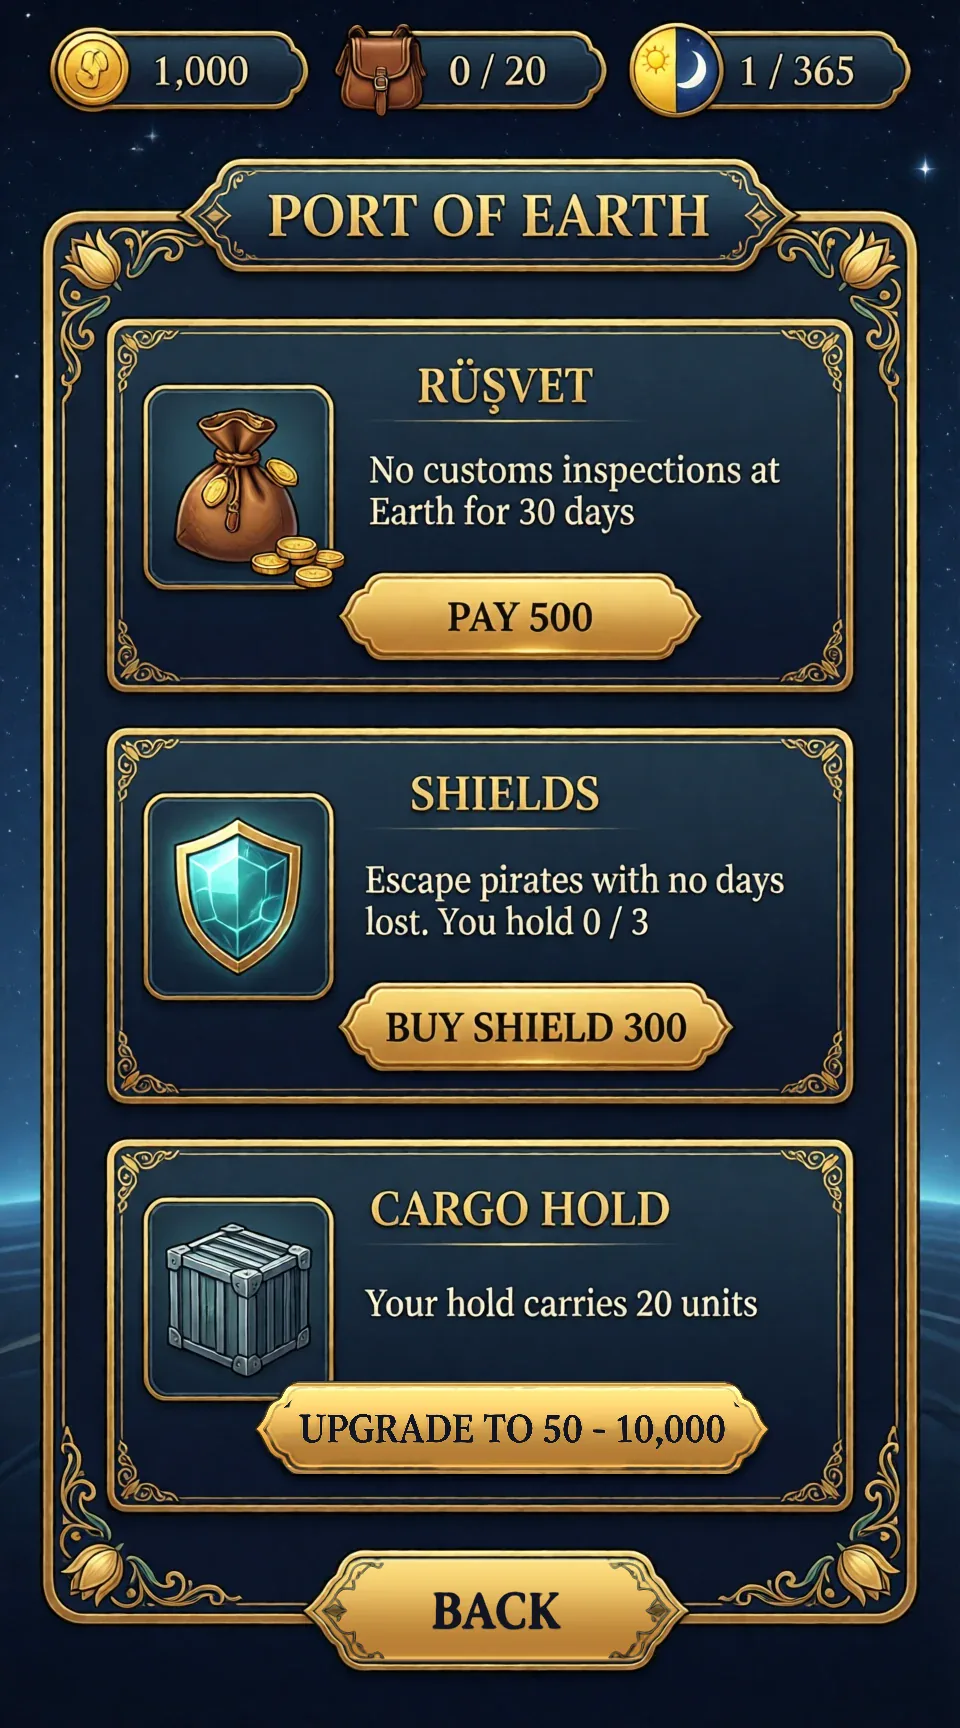 1,000
0 / 20
1 / 365
PORT OF EARTH
RÜŞVET
No customs inspections at
Earth for 30 days
PAY 500
SHIELDS
Escape pirates with no days
lost. You hold 0 / 3
BUY SHIELD 300
CARGO HOLD
Your hold carries 20 units
UPGRADE TO 50 - 10,000
BACK